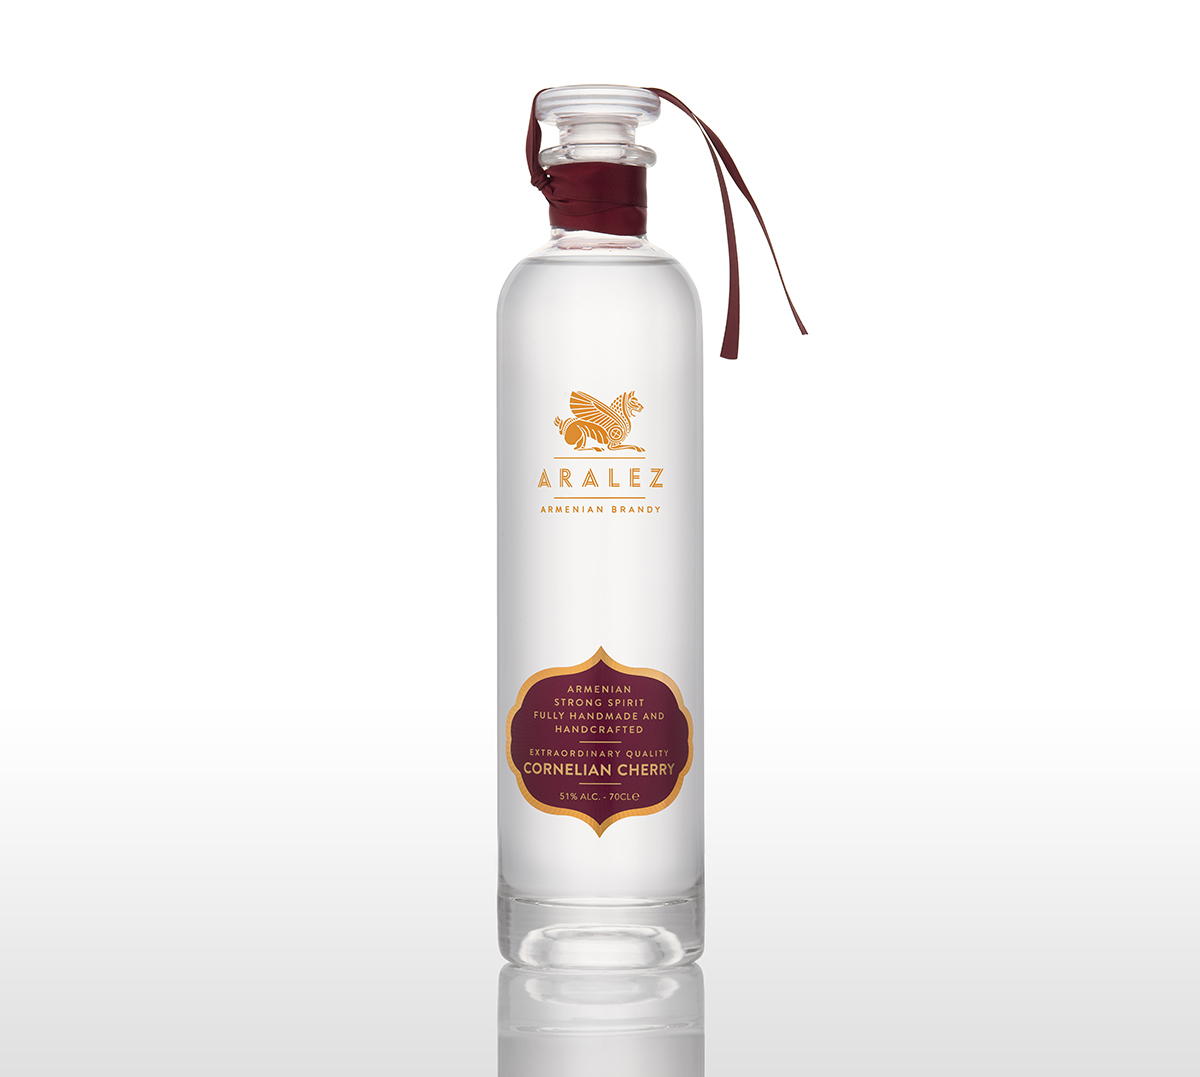 ARALEZ
ARMENIAN BRANDY
ARMENIAN
STRONG SPIRIT
FULLY HANDMADE AND
HANDCRAFTED
EXTRAORDINARY QUALITY
CORNELIAN CHERRY
51% ALC. - 70CL℮